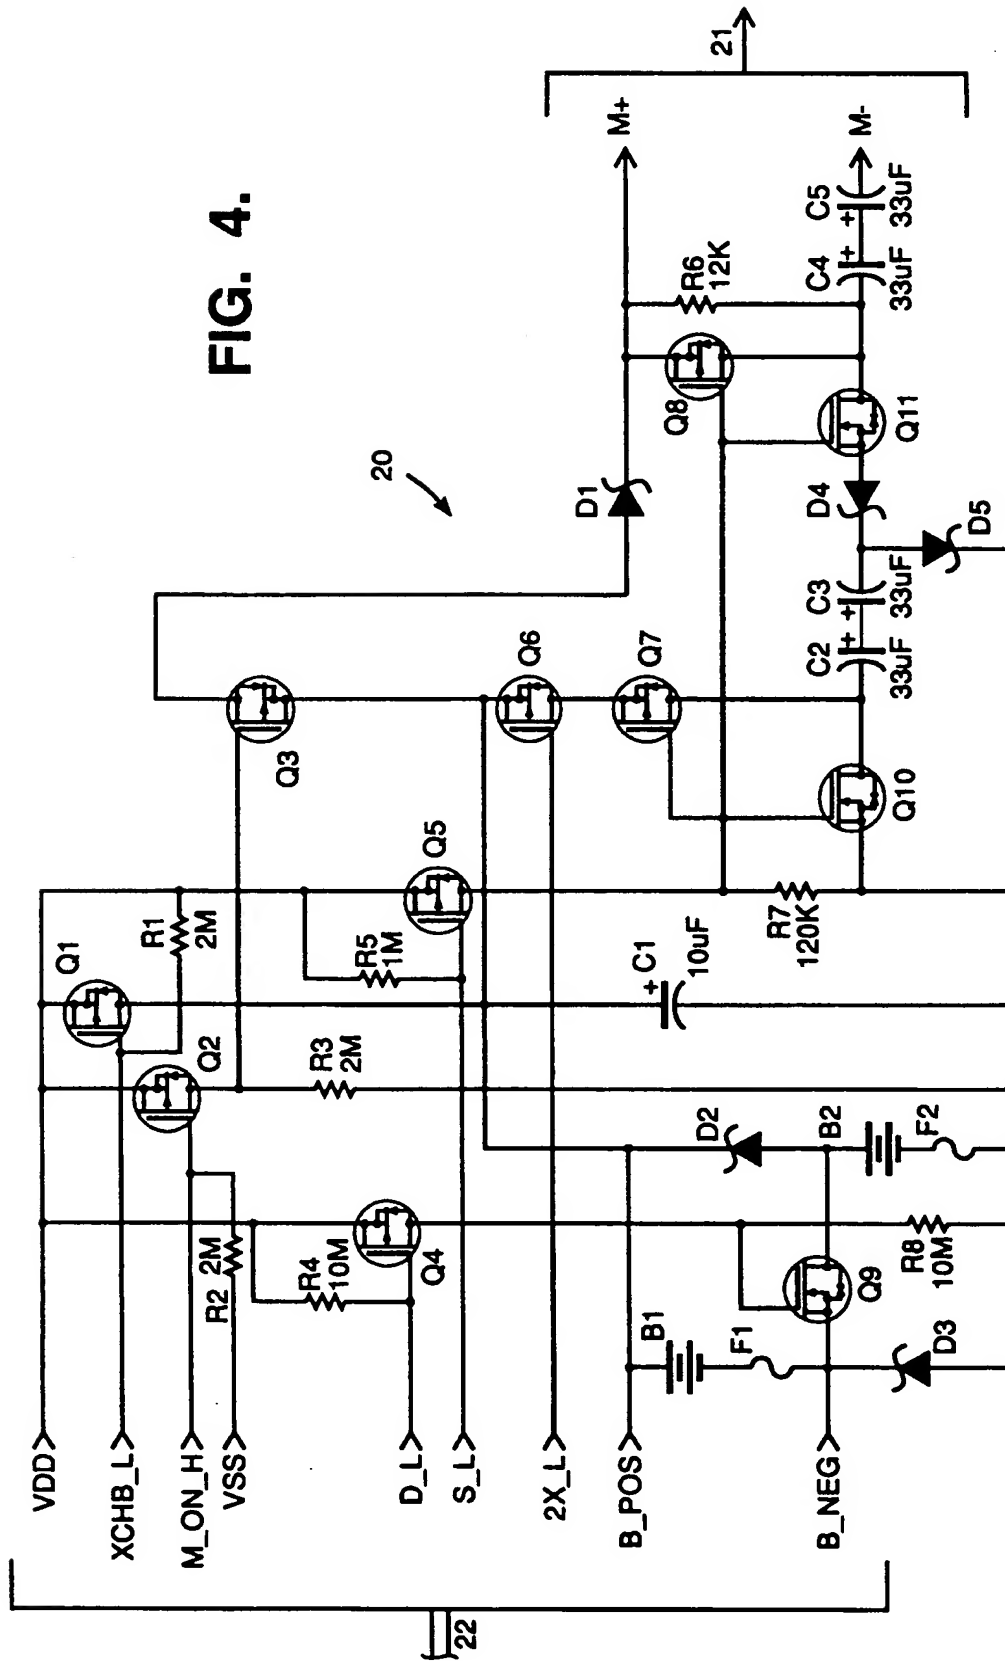 FIG. 4.
20
21
22
VDD
XCHB_L
M_ON_H
VSS
D_L
S_L
2X_L
B_POS
B_NEG
M+
M-
Q1
R1
2M
Q2
R2
2M
R3
2M
Q3
R4
10M
Q4
R5
1M
Q5
Q6
Q7
D1
Q8
R6
12K
C1
+
10uF
R7
120K
Q10
C2
+
33uF
C3
+
33uF
D4
D5
Q11
C4
+
33uF
C5
+
33uF
B1
F1
D3
Q9
R8
10M
D2
B2
F2